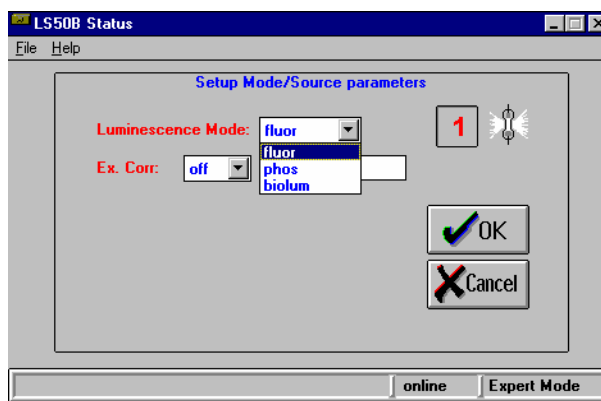 LS50B Status
File Help
Setup Mode/Source parameters
Luminescence Mode: fluor
1
fluor
Ex. Corr: off
phos
biolum
OK
Cancel
online Expert Mode